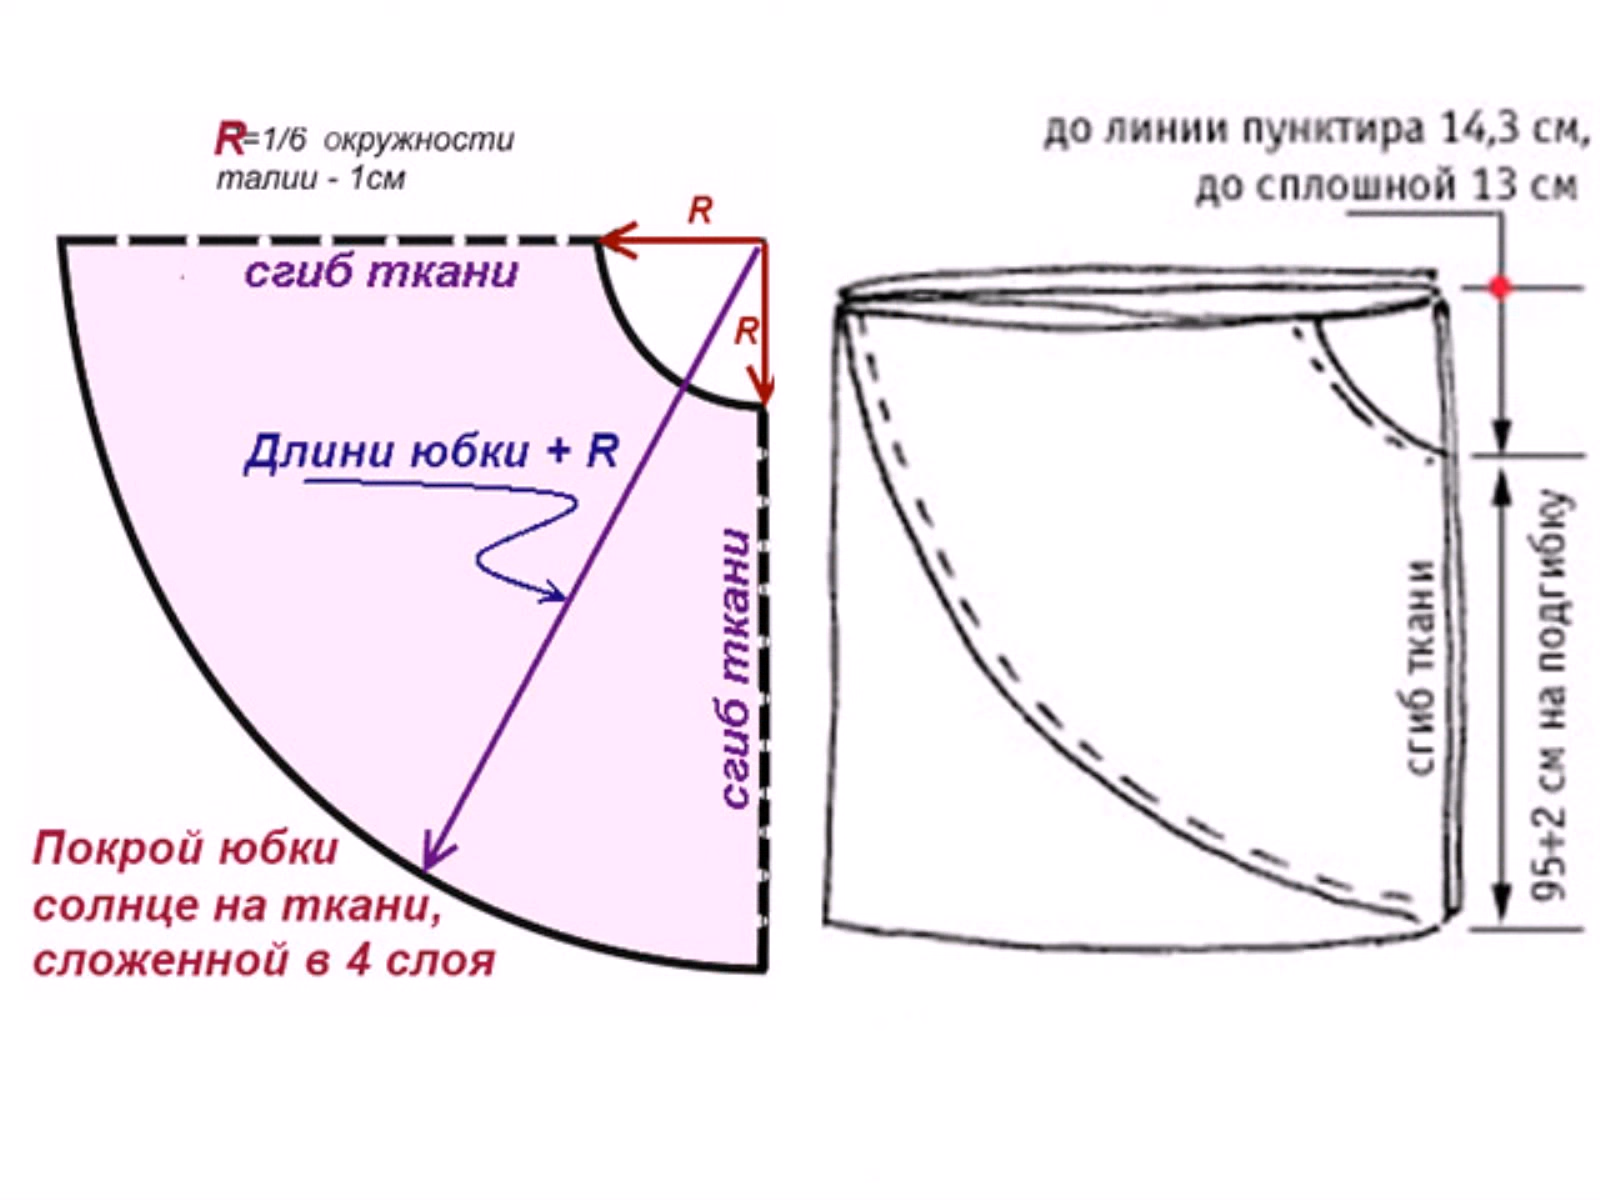 R=1/6 окружности
талии - 1см
R
сгиб ткани
R
Длини юбки + R
сгиб ткани
Покрой юбки
солнце на ткани,
сложенной в 4 слоя
до линии пунктира 14,3 см,
до сплошной 13 см
сгиб ткани
95+2 см на подгибку